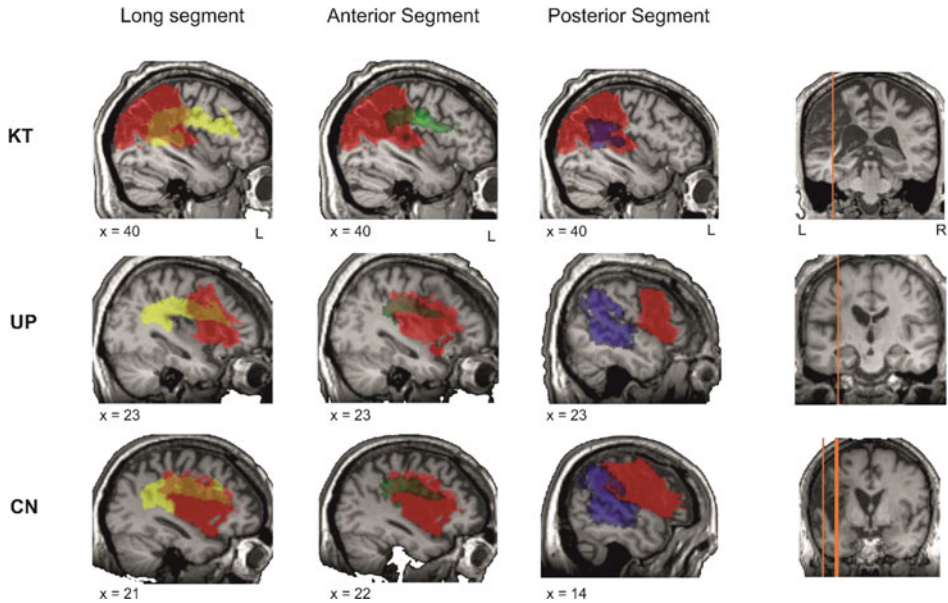 Long segment Anterior Segment Posterior Segment
KT
x = 40 L x = 40 L x = 40 L L R
UP
x = 23 x = 23 x = 23
CN
x = 21 x = 22 x = 14